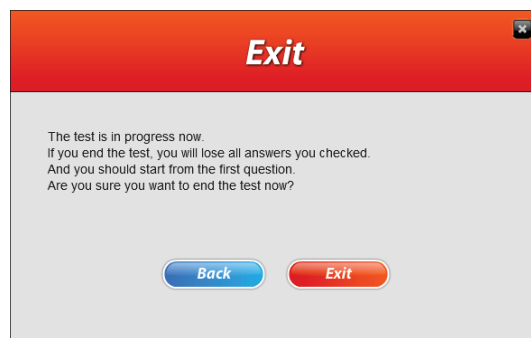 Exit
The test is in progress now.
If you end the test, you will lose all answers you checked.
And you should start from the first question.
Are you sure you want to end the test now?
Back
Exit